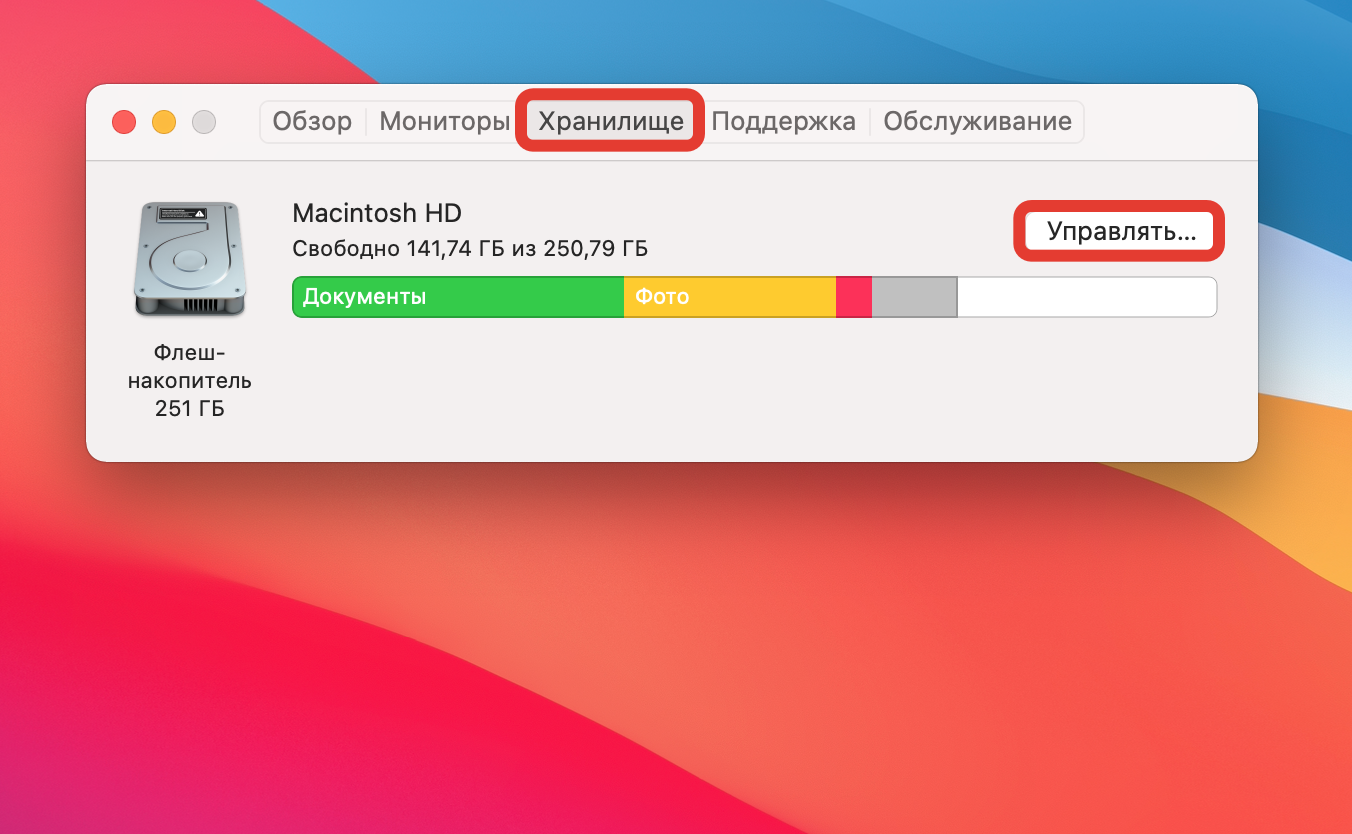 Обзор
Мониторы
Хранилище
Поддержка
Обслуживание
Macintosh HD
Управлять...
Свободно 141,74 ГБ из 250,79 ГБ
Документы
Фото
Флеш-
накопитель
251 ГБ